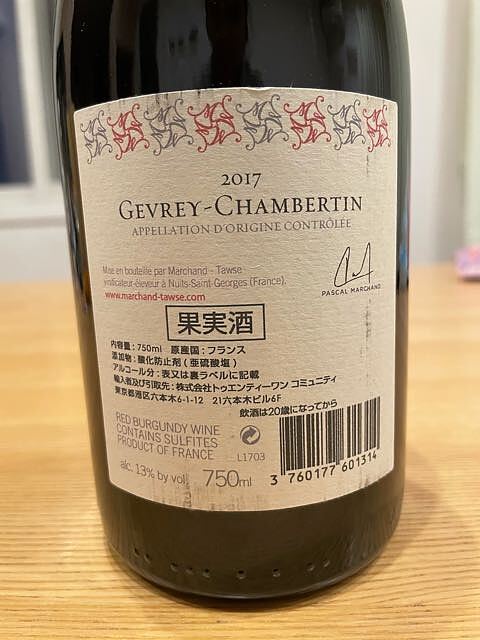 2017
GEVREY-CHAMBERTIN
APPELLATION D'ORIGINE CONTRÔLÉE
Mise en bouteille par Marchand - Tawse
vindicateur-éleveur à Nuits-Saint-Georges (France).
www.marchand-tawse.com
PASCAL MARCHAND
果実酒
内容量:750ml 原産国:フランス
添加物:酸化防止剤(亜硫酸塩)
アルコール分:表又は裏ラベルに記載
輸入者及び引取先:株式会社トゥエンティーワン コミュニティ
東京都港区六本木6-1-12 21六本木ビル6F
飲酒は20歳になってから
RED BURGUNDY WINE
CONTAINS SULFITES
PRODUCT OF FRANCE
L1703
alc. 13% by vol. 750ml
3 760177 601314